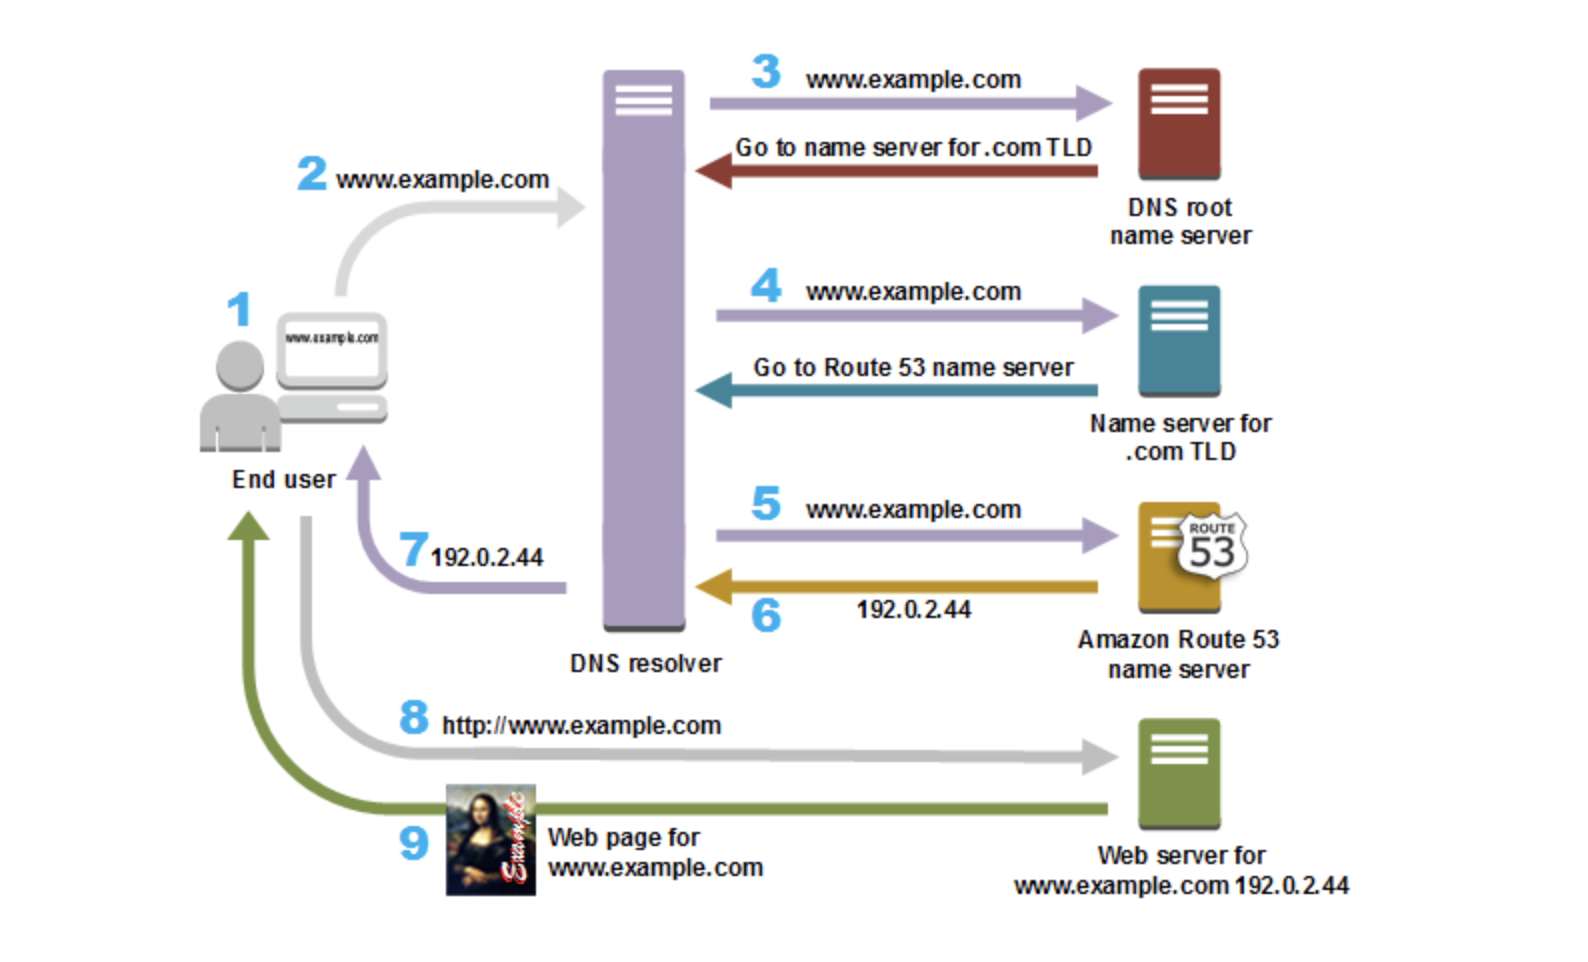 3 www.example.com
Go to name server for .com TLD
DNS root
name server
2 www.example.com
1
www.example.com
End user
4 www.example.com
Go to Route 53 name server
Name server for
.com TLD
5 www.example.com
ROUTE
53
6 192.0.2.44
Amazon Route 53
name server
7 192.0.2.44
DNS resolver
8 http://www.example.com
9
Example
Web page for
www.example.com
Web server for
www.example.com 192.0.2.44